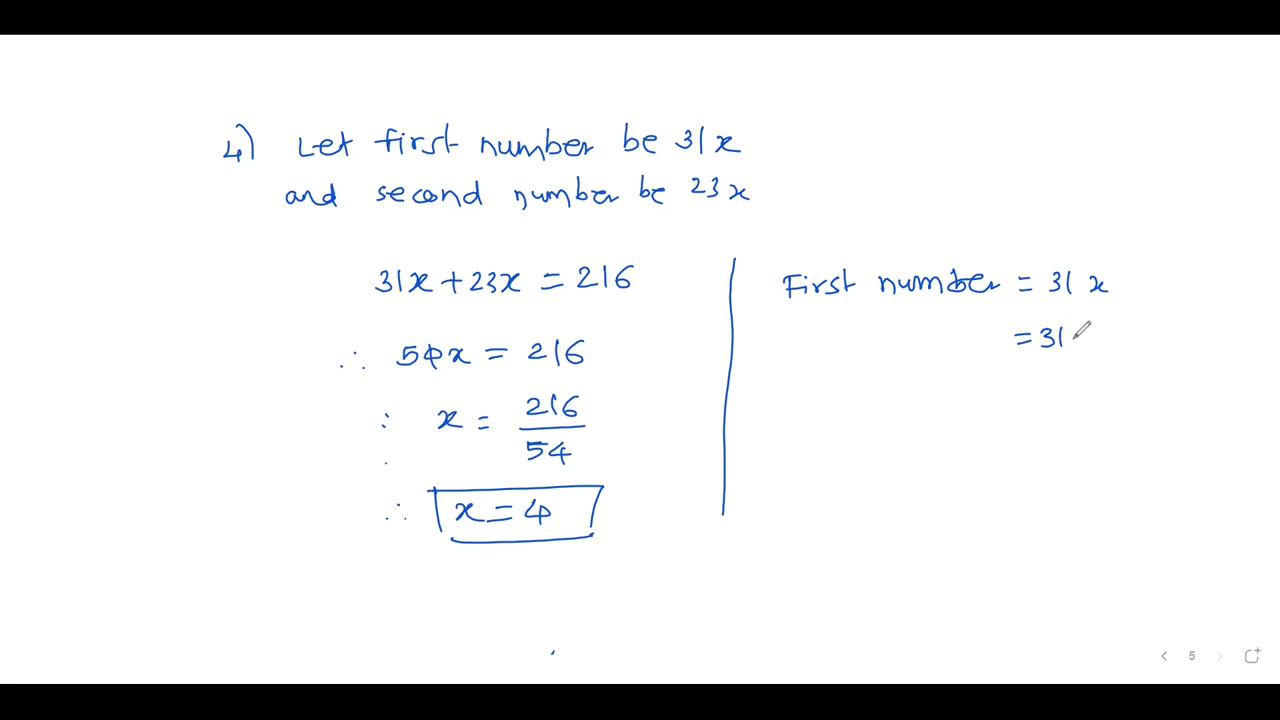 4) Let first number be 31x
and second number be 23x
31x + 23x = 216
∴ 54x = 216
: x = 216/54
∴ x = 4
First number = 31 x
= 31
5